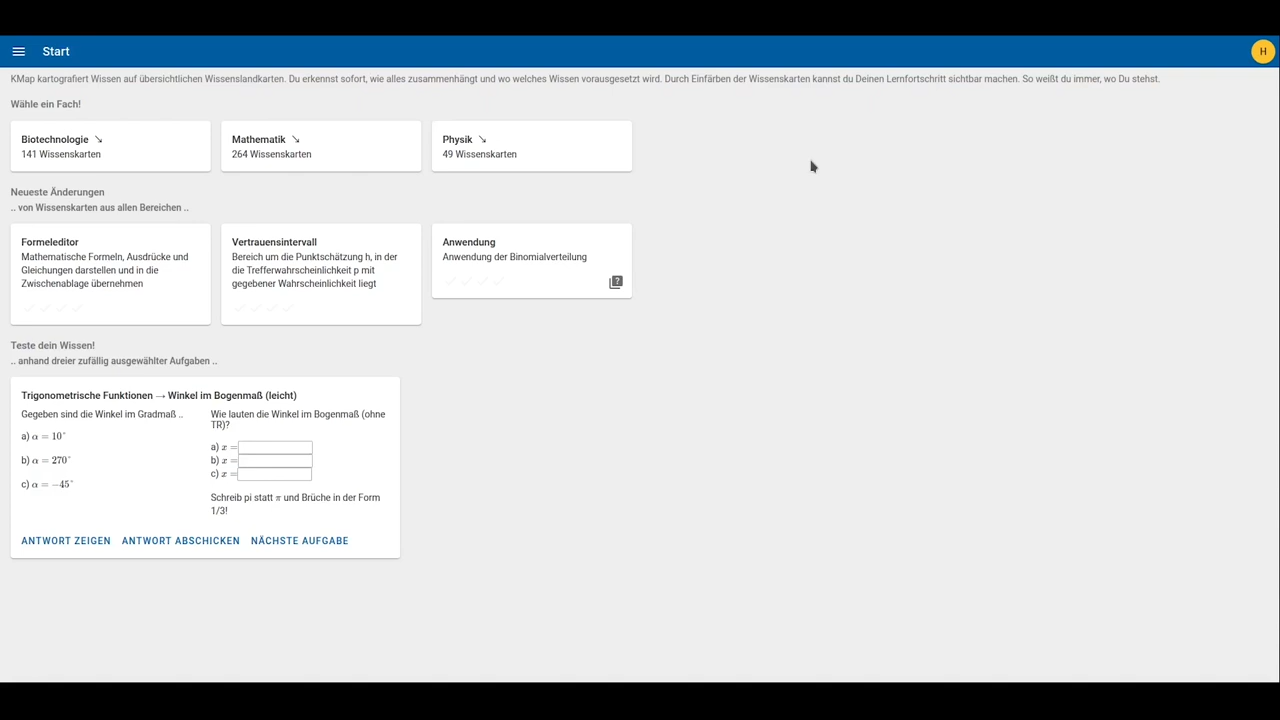 Start
H
KMap kartografiert Wissen auf übersichtlichen Wissenslandkarten. Du erkennst sofort, wie alles zusammenhängt und wo welches Wissen vorausgesetzt wird. Durch Einfärben der Wissenskarten kannst du Deinen Lernfortschritt sichtbar machen. So weißt du immer, wo Du stehst.
Wähle ein Fach!
Biotechnologie ↘
141 Wissenskarten
Mathematik ↘
264 Wissenskarten
Physik ↘
49 Wissenskarten
Neueste Änderungen
.. von Wissenskarten aus allen Bereichen ..
Formeleditor
Mathematische Formeln, Ausdrücke und
Gleichungen darstellen und in die
Zwischenablage übernehmen
Vertrauensintervall
Bereich um die Punktschätzung h, in der
die Trefferwahrscheinlichkeit p mit
gegebener Wahrscheinlichkeit liegt
Anwendung
Anwendung der Binomialverteilung
?
Teste dein Wissen!
.. anhand dreier zufällig ausgewählter Aufgaben ..
Trigonometrische Funktionen → Winkel im Bogenmaß (leicht)
Gegeben sind die Winkel im Gradmaß ..
a) α = 10°
b) α = 270°
c) α = −45°
Wie lauten die Winkel im Bogenmaß (ohne
TR)?
a) x =
b) x =
c) x =
Schreib pi statt π und Brüche in der Form
1/3!
ANTWORT ZEIGEN
ANTWORT ABSCHICKEN
NÄCHSTE AUFGABE